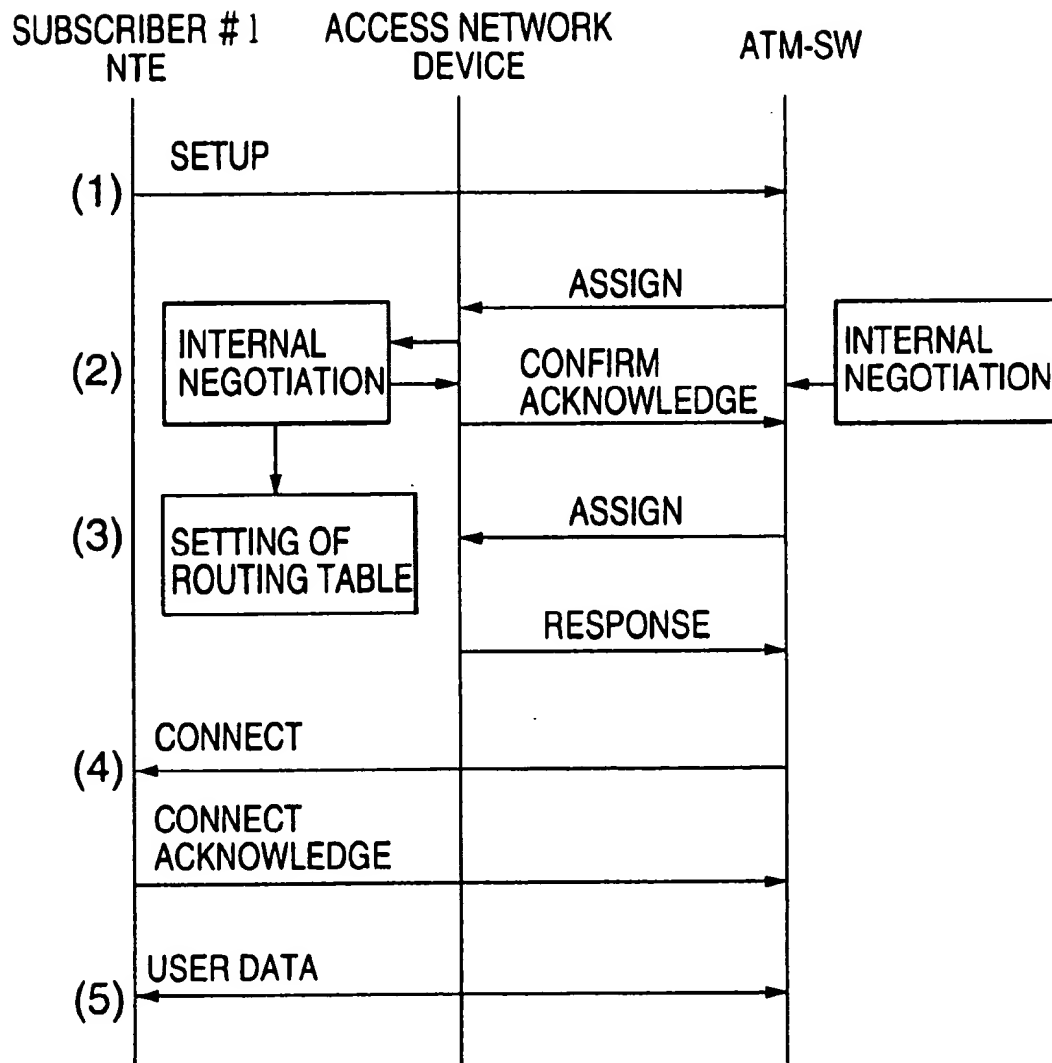 SUBSCRIBER #1
NTE
ACCESS NETWORK
DEVICE
ATM-SW
SETUP
(1)
ASSIGN
(2)
INTERNAL
NEGOTIATION
CONFIRM
ACKNOWLEDGE
INTERNAL
NEGOTIATION
(3)
SETTING OF
ROUTING TABLE
ASSIGN
RESPONSE
CONNECT
(4)
CONNECT
ACKNOWLEDGE
USER DATA
(5)